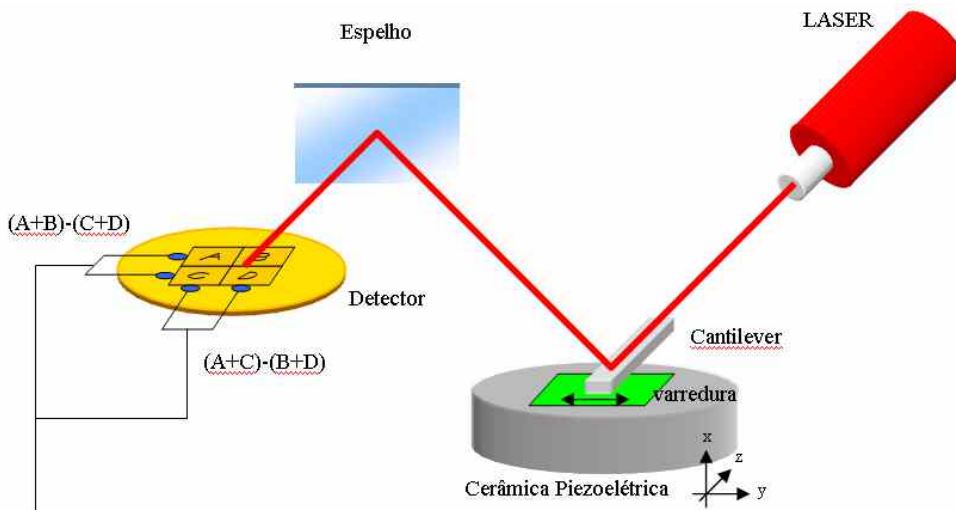 LASER
Espelho
(A+B)-(C+D)
A B
C D
Detector
(A+C)-(B+D)
Cantilever
varredura
Cerâmica Piezoelétrica
x
z
y